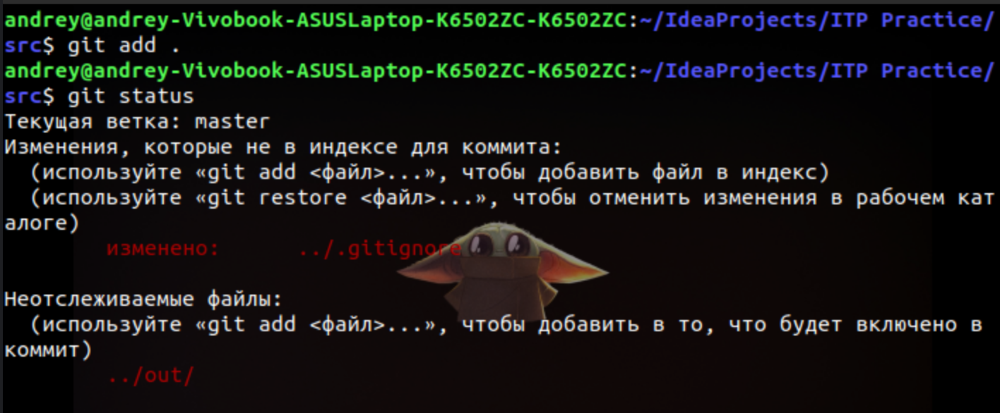 andrey@andrey-Vivobook-ASUSLaptop-K6502ZC-K6502ZC:~/IdeaProjects/ITP Practice/
src$ git add .
andrey@andrey-Vivobook-ASUSLaptop-K6502ZC-K6502ZC:~/IdeaProjects/ITP Practice/
src$ git status
Текущая ветка: master
Изменения, которые не в индексе для коммита:
  (используйте «git add <файл>...», чтобы добавить файл в индекс)
  (используйте «git restore <файл>...», чтобы отменить изменения в рабочем кат
алоге)
        изменено:      ../.gitignore
Неотслеживаемые файлы:
  (используйте «git add <файл>...», чтобы добавить в то, что будет включено в
коммит)
        ../out/